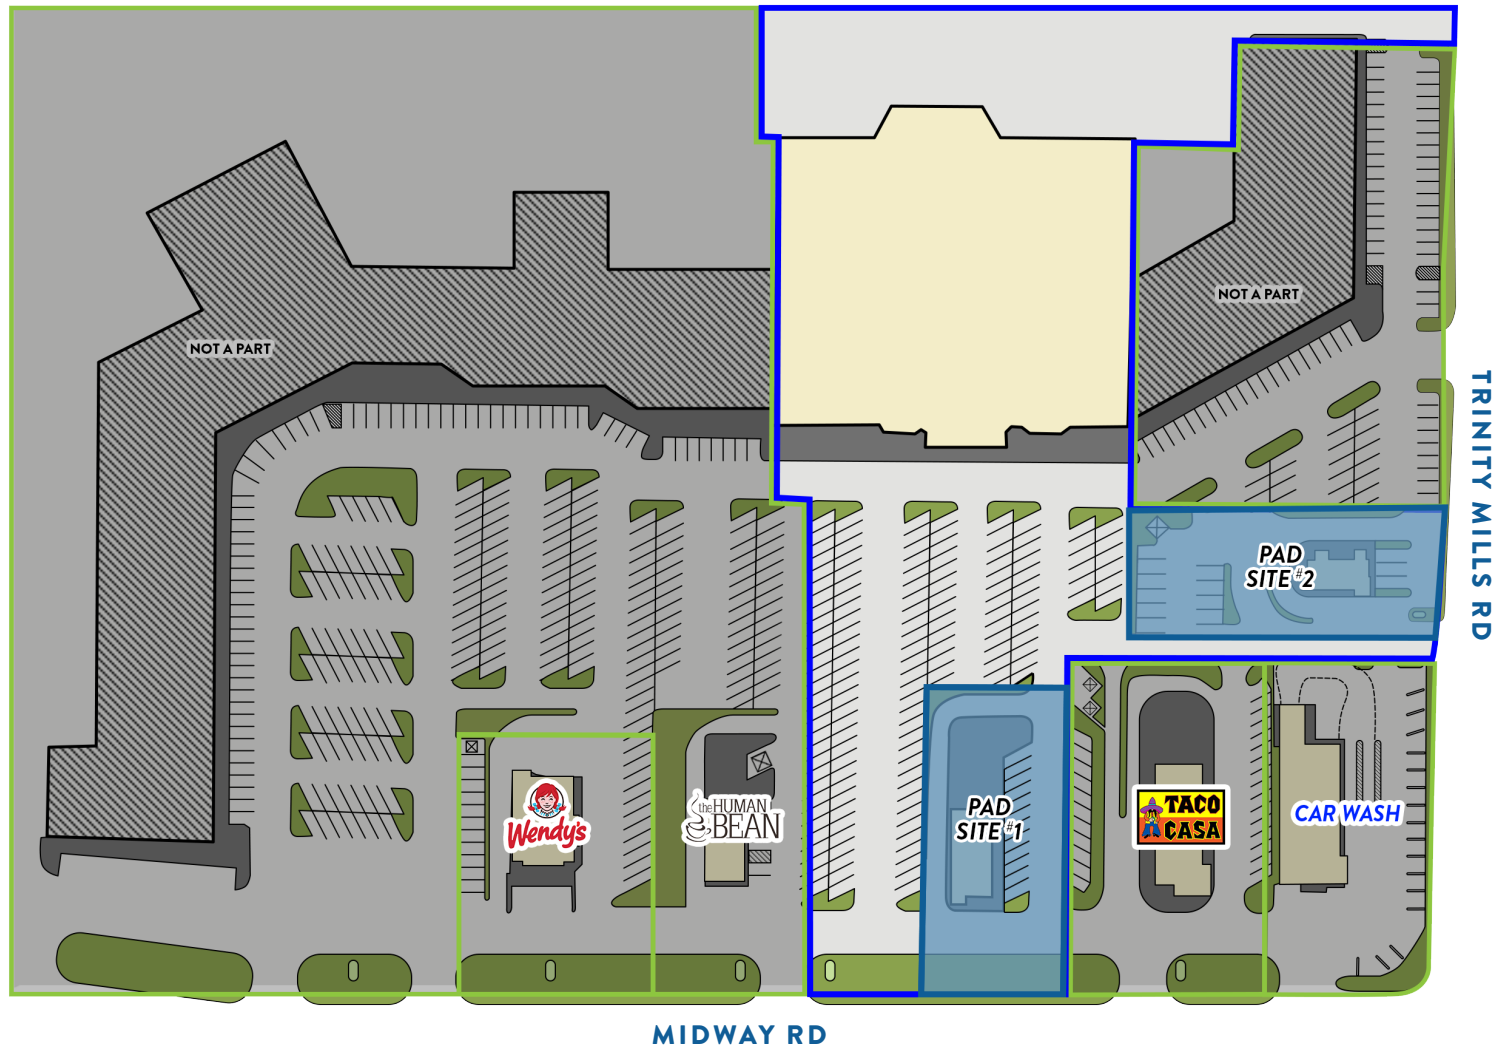 NOT A PART
NOT A PART
TRINITY MILLS RD
PAD
SITE #2
PAD
SITE #1
Wendy's
the HUMAN
BEAN
TACO
CASA
CAR WASH
MIDWAY RD